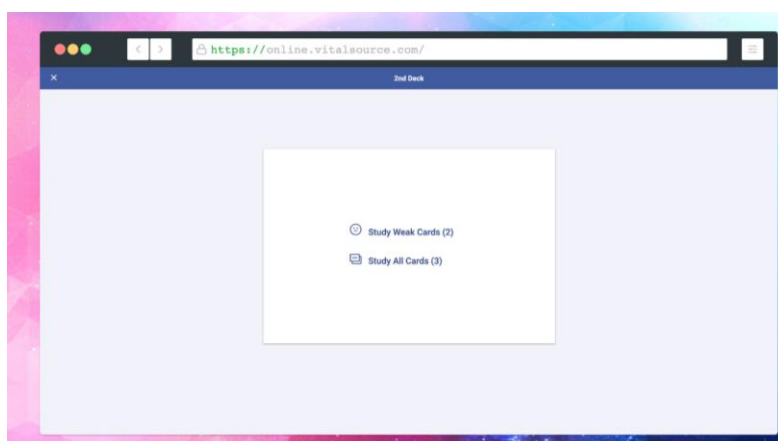 https://online.vitalsource.com/
2nd Deck
Study Weak Cards (2)
Study All Cards (3)